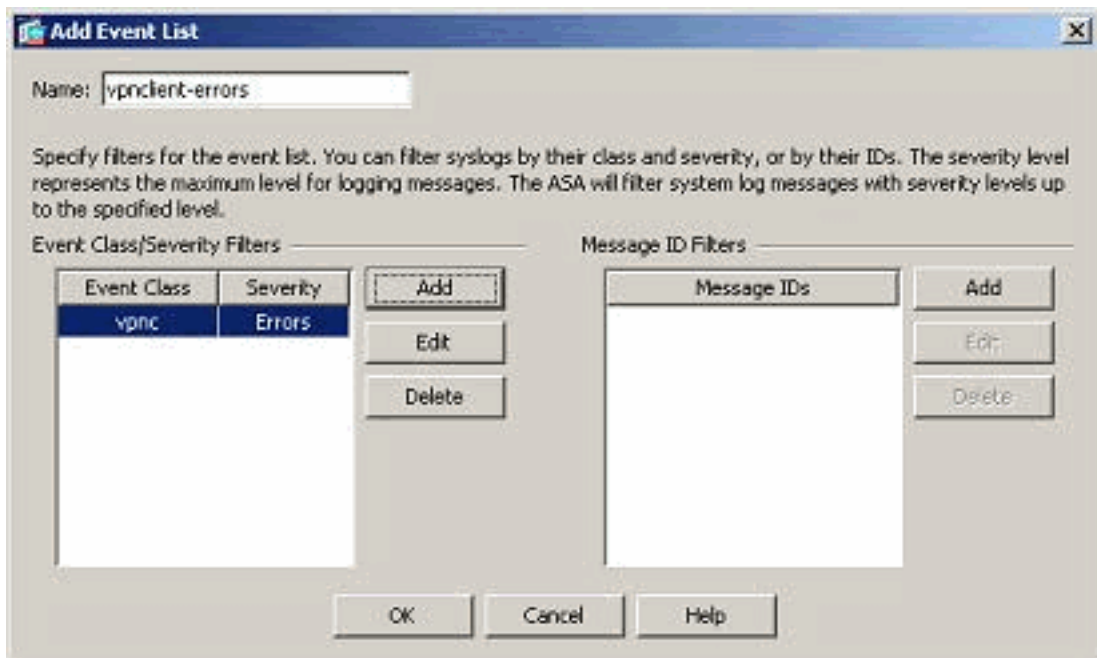 Add Event List
Name: vpnclient-errors
Specify filters for the event list. You can filter syslogs by their class and severity, or by their IDs. The severity level
represents the maximum level for logging messages. The ASA will filter system log messages with severity levels up
to the specified level.
Event Class/Severity Filters
Event Class Severity
vpnc Errors
Add
Edit
Delete
Message ID Filters
Message IDs
Add
Edit
Delete
OK Cancel Help